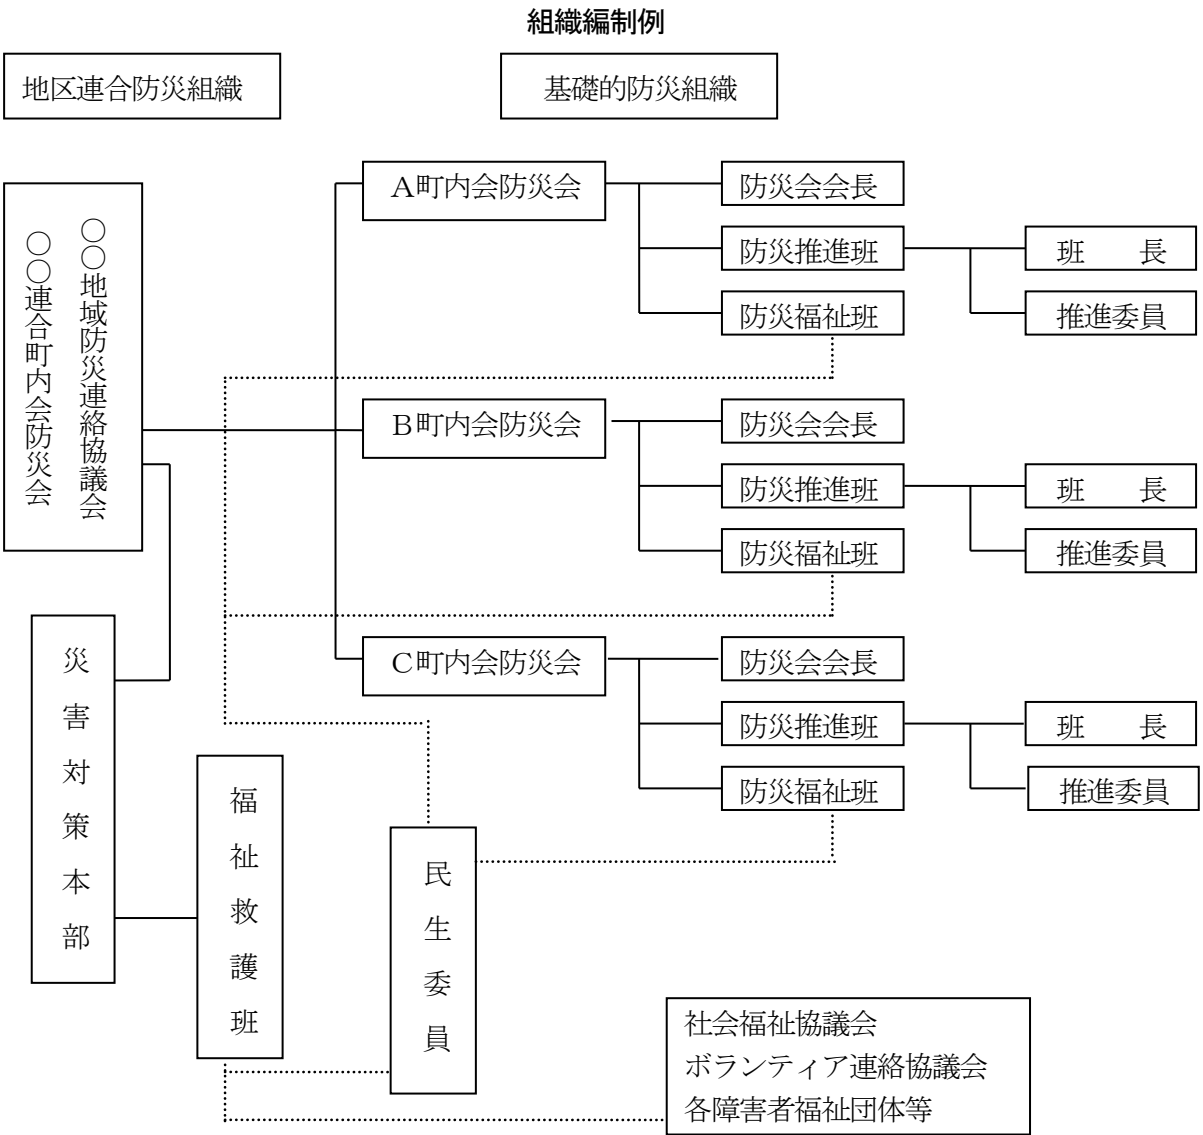 組織編制例
地区連合防災組織
基礎的防災組織
〇〇地域防災連絡協議会
〇〇連合町内会防災会
A町内会防災会
防災会会長
防災推進班
班　　長
防災福祉班
推進委員
B町内会防災会
防災会会長
防災推進班
班　　長
防災福祉班
推進委員
C町内会防災会
防災会会長
防災推進班
班　　長
防災福祉班
推進委員
災害対策本部
福祉救護班
民生委員
社会福祉協議会
ボランティア連絡協議会
各障害者福祉団体等